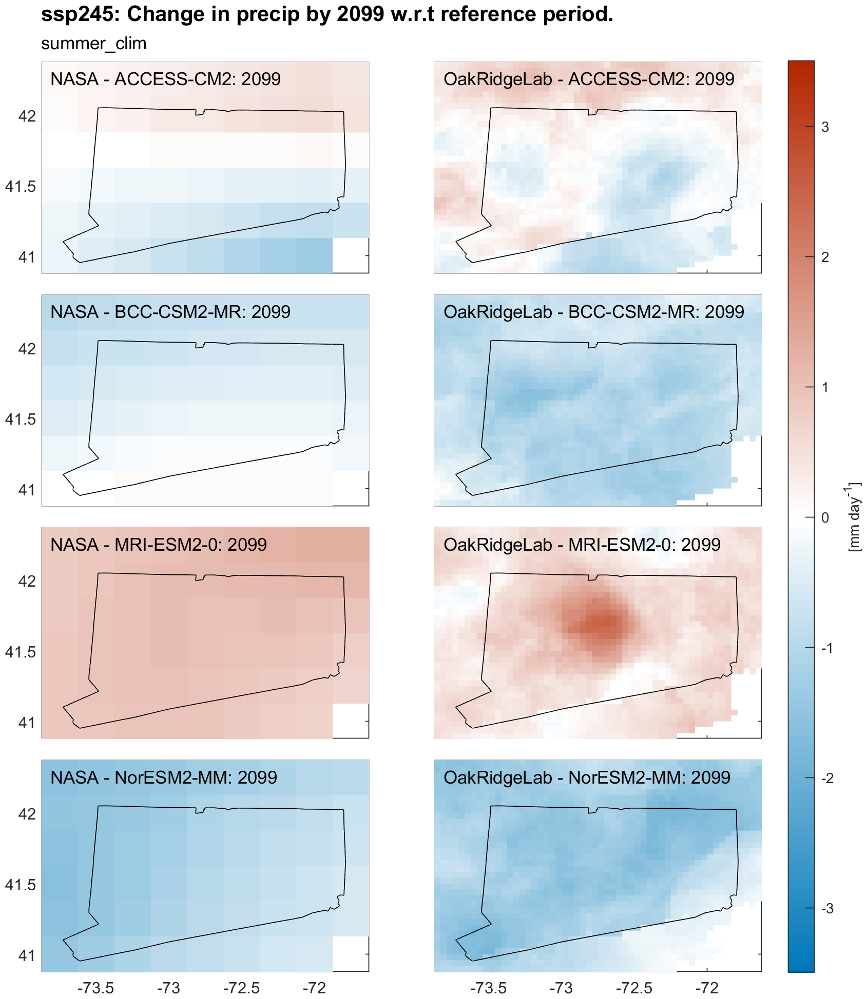 ssp245: Change in precip by 2099 w.r.t reference period.
summer_clim
NASA - ACCESS-CM2: 2099
OakRidgeLab - ACCESS-CM2: 2099
42
41.5
41
NASA - BCC-CSM2-MR: 2099
OakRidgeLab - BCC-CSM2-MR: 2099
42
41.5
41
NASA - MRI-ESM2-0: 2099
OakRidgeLab - MRI-ESM2-0: 2099
42
41.5
41
NASA - NorESM2-MM: 2099
OakRidgeLab - NorESM2-MM: 2099
42
41.5
41
-73.5 -73 -72.5 -72
-73.5 -73 -72.5 -72
3
2
1
0
-1
-2
-3
[mm day-1]